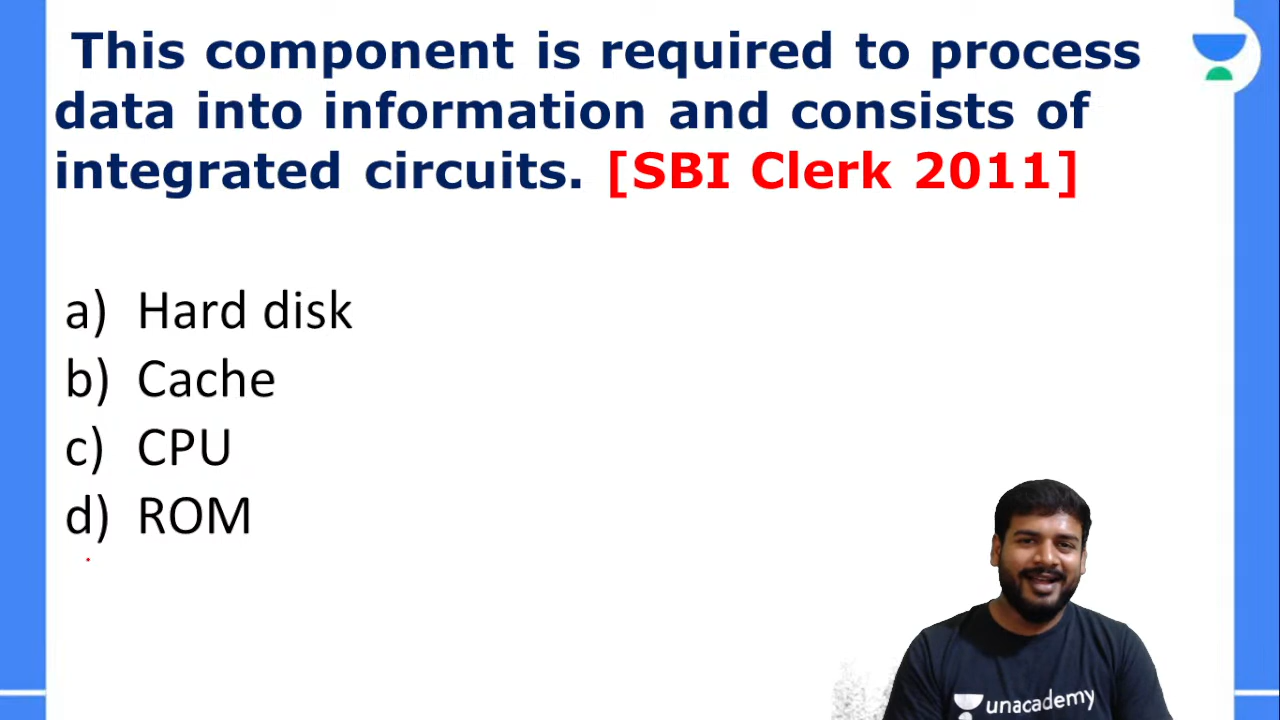 This component is required to process
data into information and consists of
integrated circuits. [SBI Clerk 2011]
a) Hard disk
b) Cache
c) CPU
d) ROM
unacademy